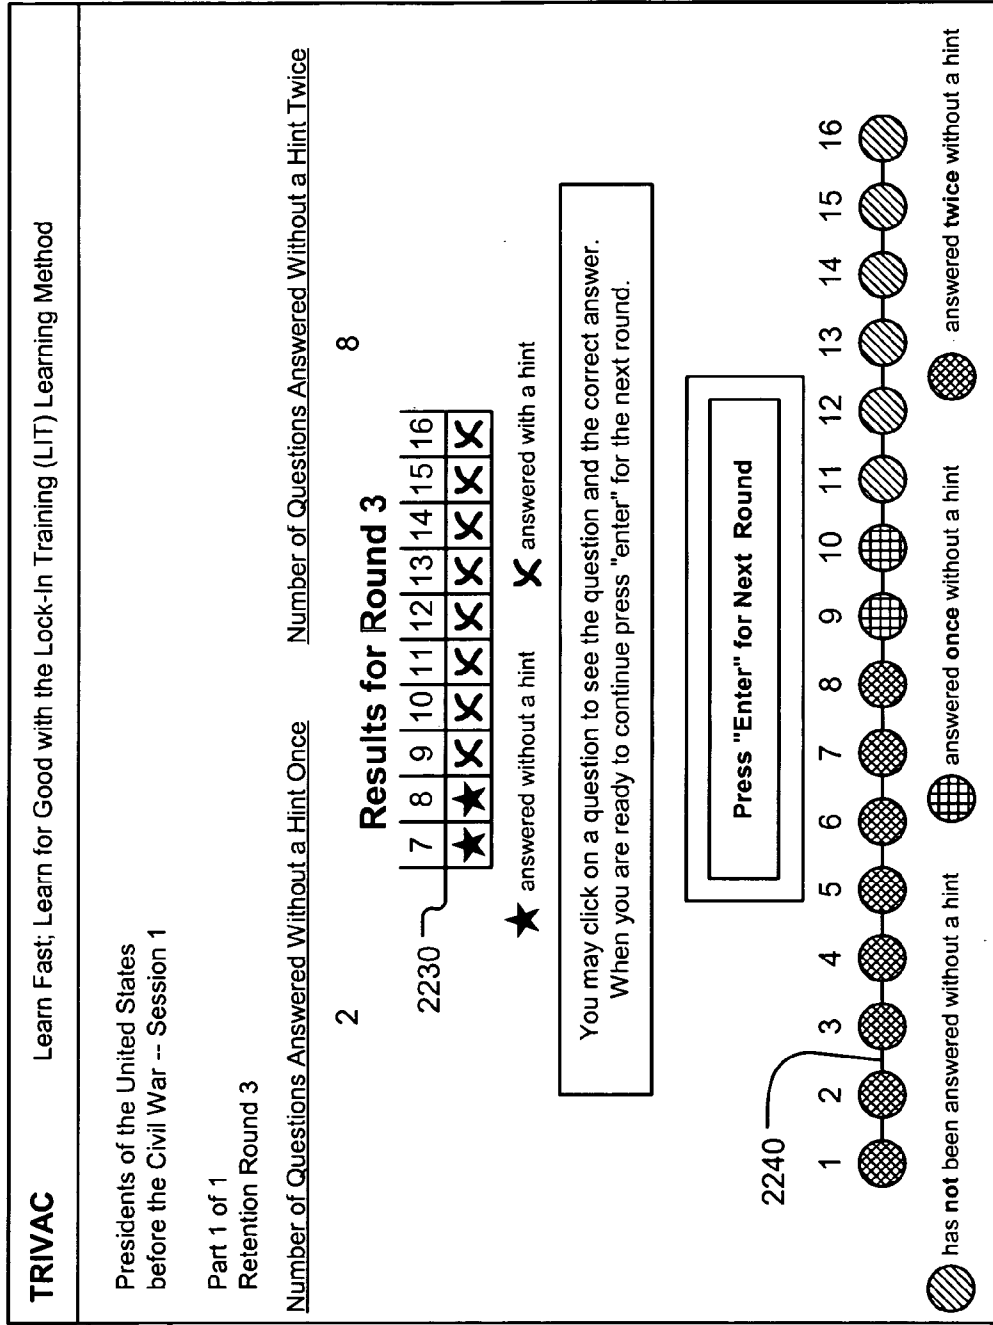 TRIVAC Learn Fast; Learn for Good with the Lock-In Training (LIT) Learning Method
Presidents of the United States
before the Civil War -- Session 1
Part 1 of 1
Retention Round 3
Number of Questions Answered Without a Hint Once Number of Questions Answered Without a Hint Twice
2 8
Results for Round 3
7 8 9 10 11 12 13 14 15 16
2230
answered without a hint answered with a hint
You may click on a question to see the question and the correct answer.
When you are ready to continue press "enter" for the next round.
Press "Enter" for Next Round
2240
1 2 3 4 5 6 7 8 9 10 11 12 13 14 15 16
has not been answered without a hint answered once without a hint answered twice without a hint